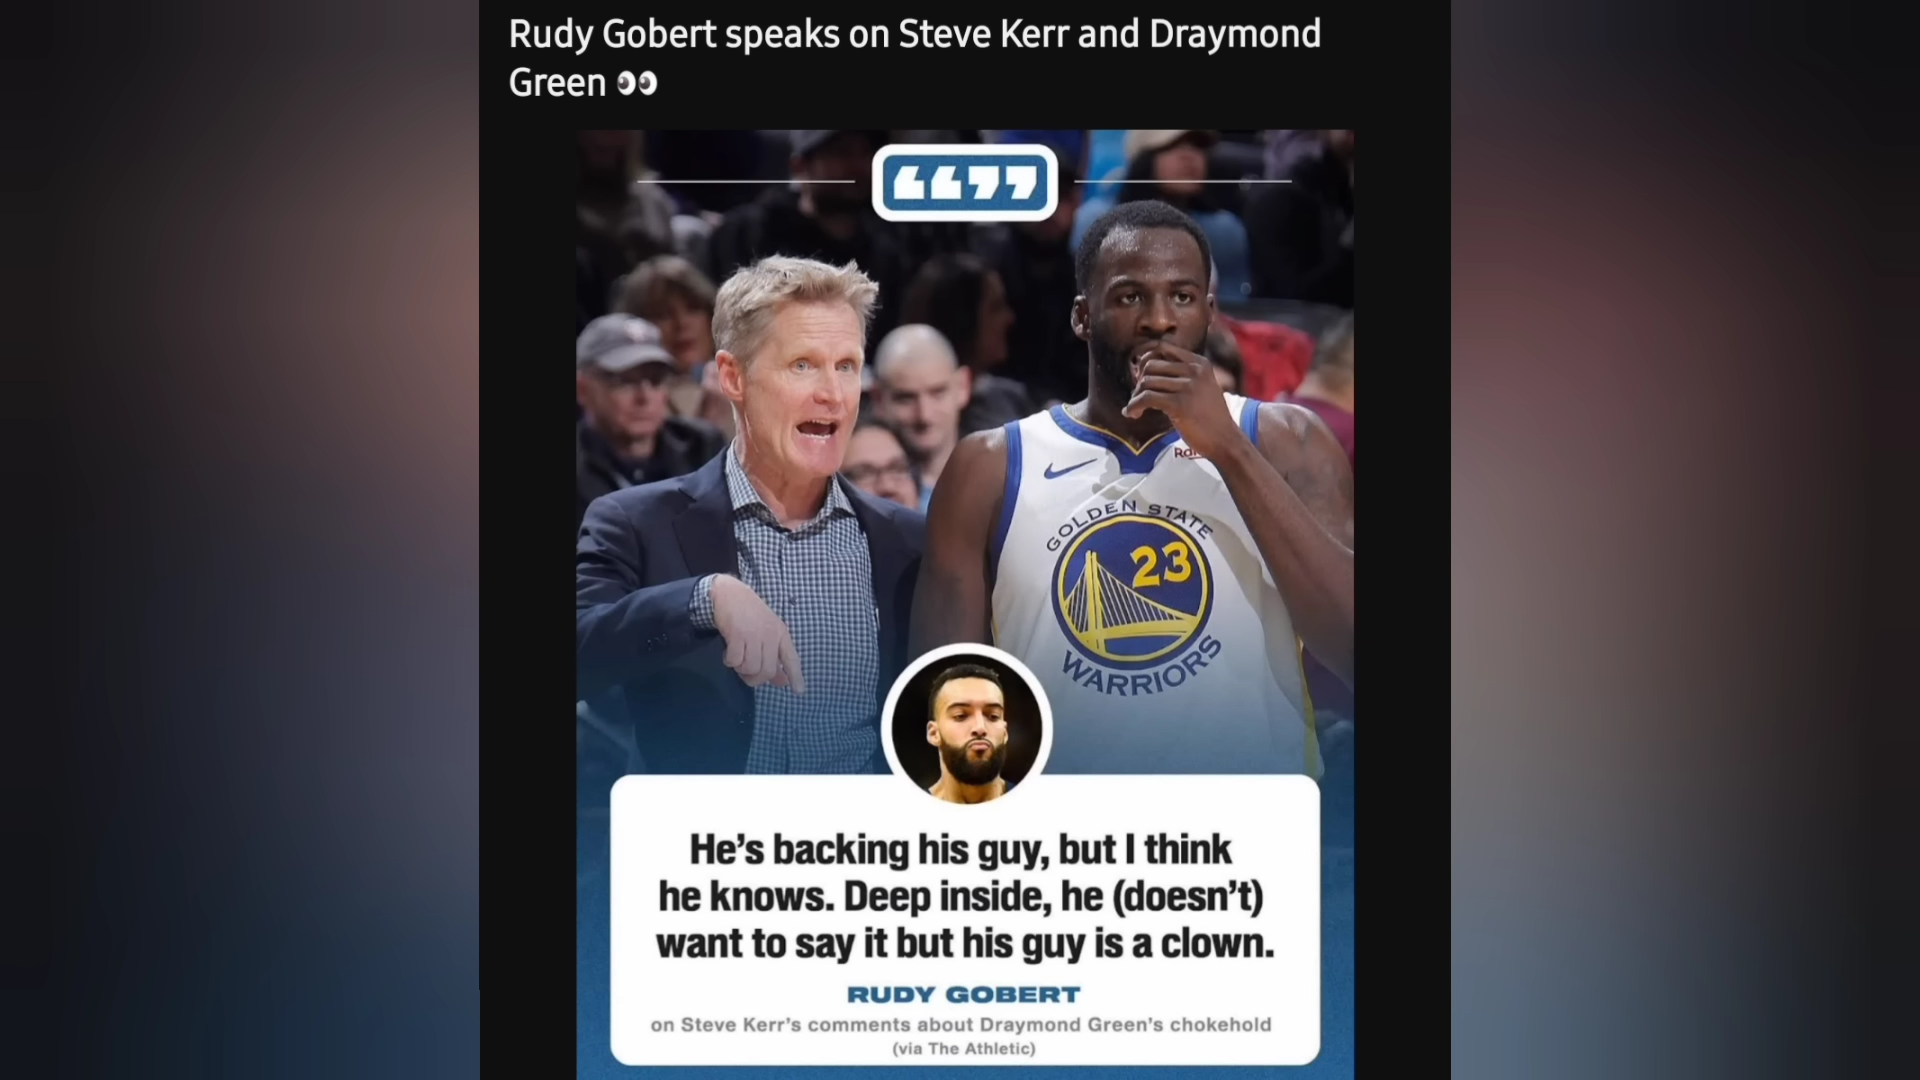 Rudy Gobert speaks on Steve Kerr and Draymond
Green 👀
GOLDEN STATE
23
WARRIORS
He's backing his guy, but I think
he knows. Deep inside, he (doesn't)
want to say it but his guy is a clown.
RUDY GOBERT
on Steve Kerr's comments about Draymond Green's chokehold
(via The Athletic)